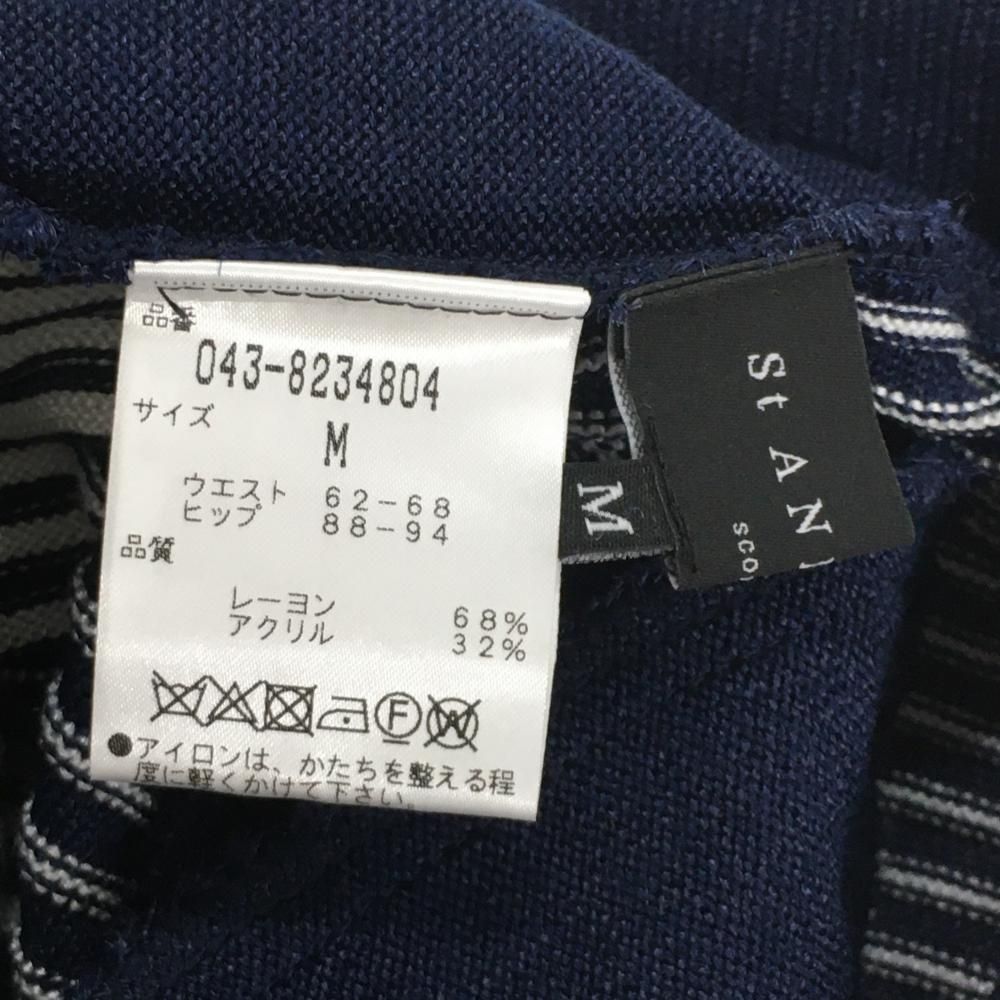 品番
043-8234804
サイズ
M
ウエスト 62-68
ヒップ 88-94
品質
レーヨン 68%
アクリル 32%
F W
●アイロンは、かたちを整える程
度に軽くかけて下さい。
M
St AN
sco